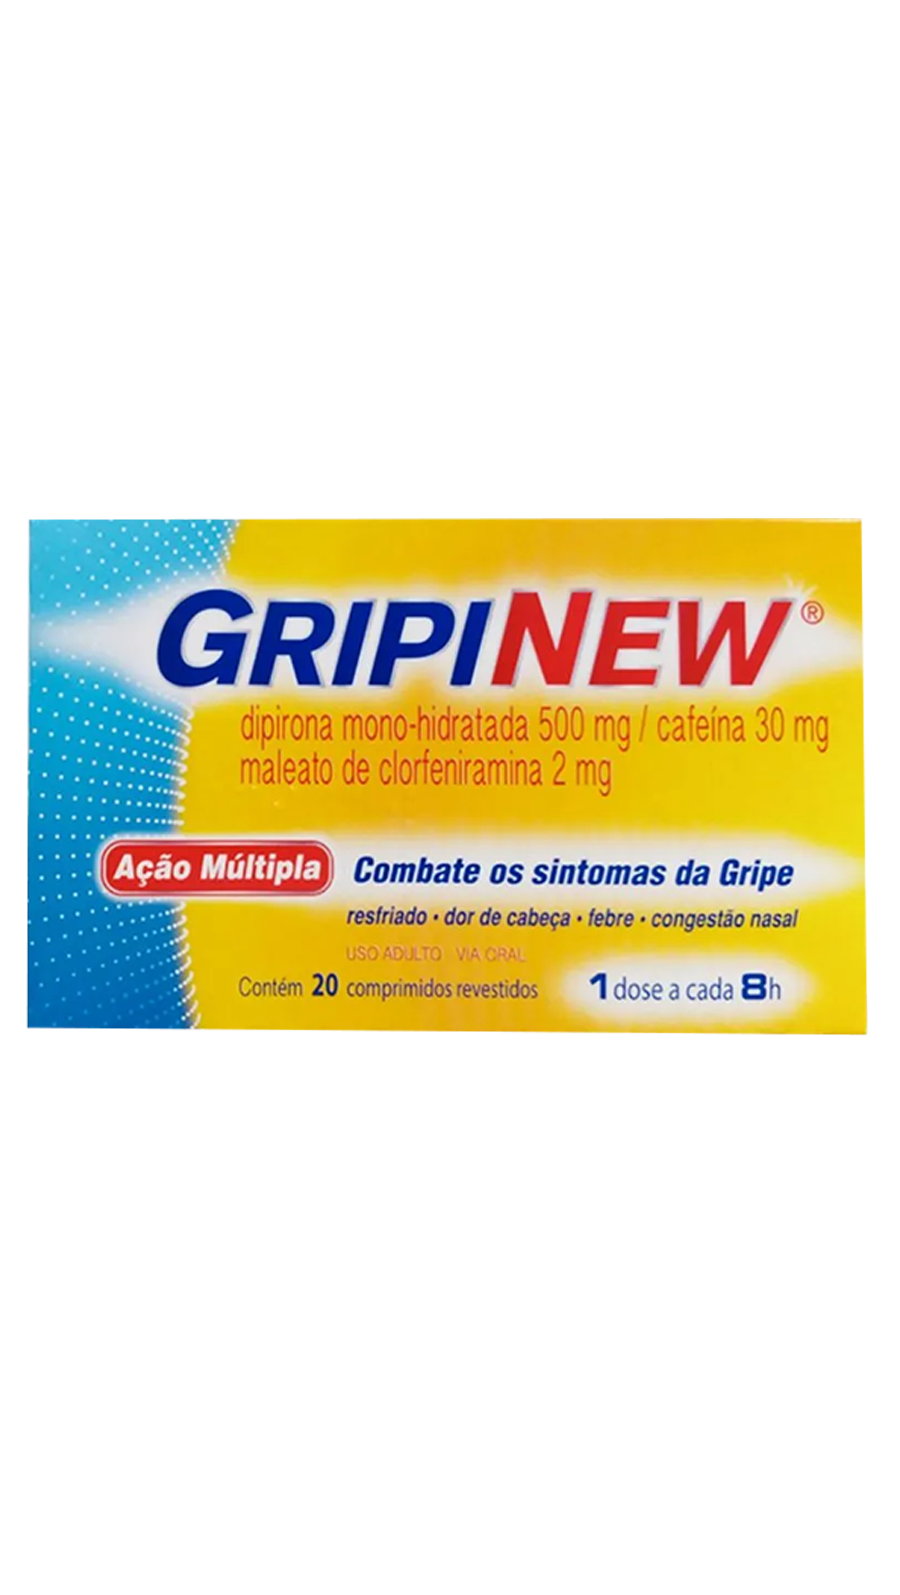 GRIPINEW®
dipirona mono-hidratada 500 mg / cafeína 30 mg
maleato de clorfeniramina 2 mg
Ação Múltipla Combate os sintomas da Gripe
resfriado • dor de cabeça • febre • congestão nasal
USO ADULTO VIA ORAL
Contém 20 comprimidos revestidos 1 dose a cada 8h